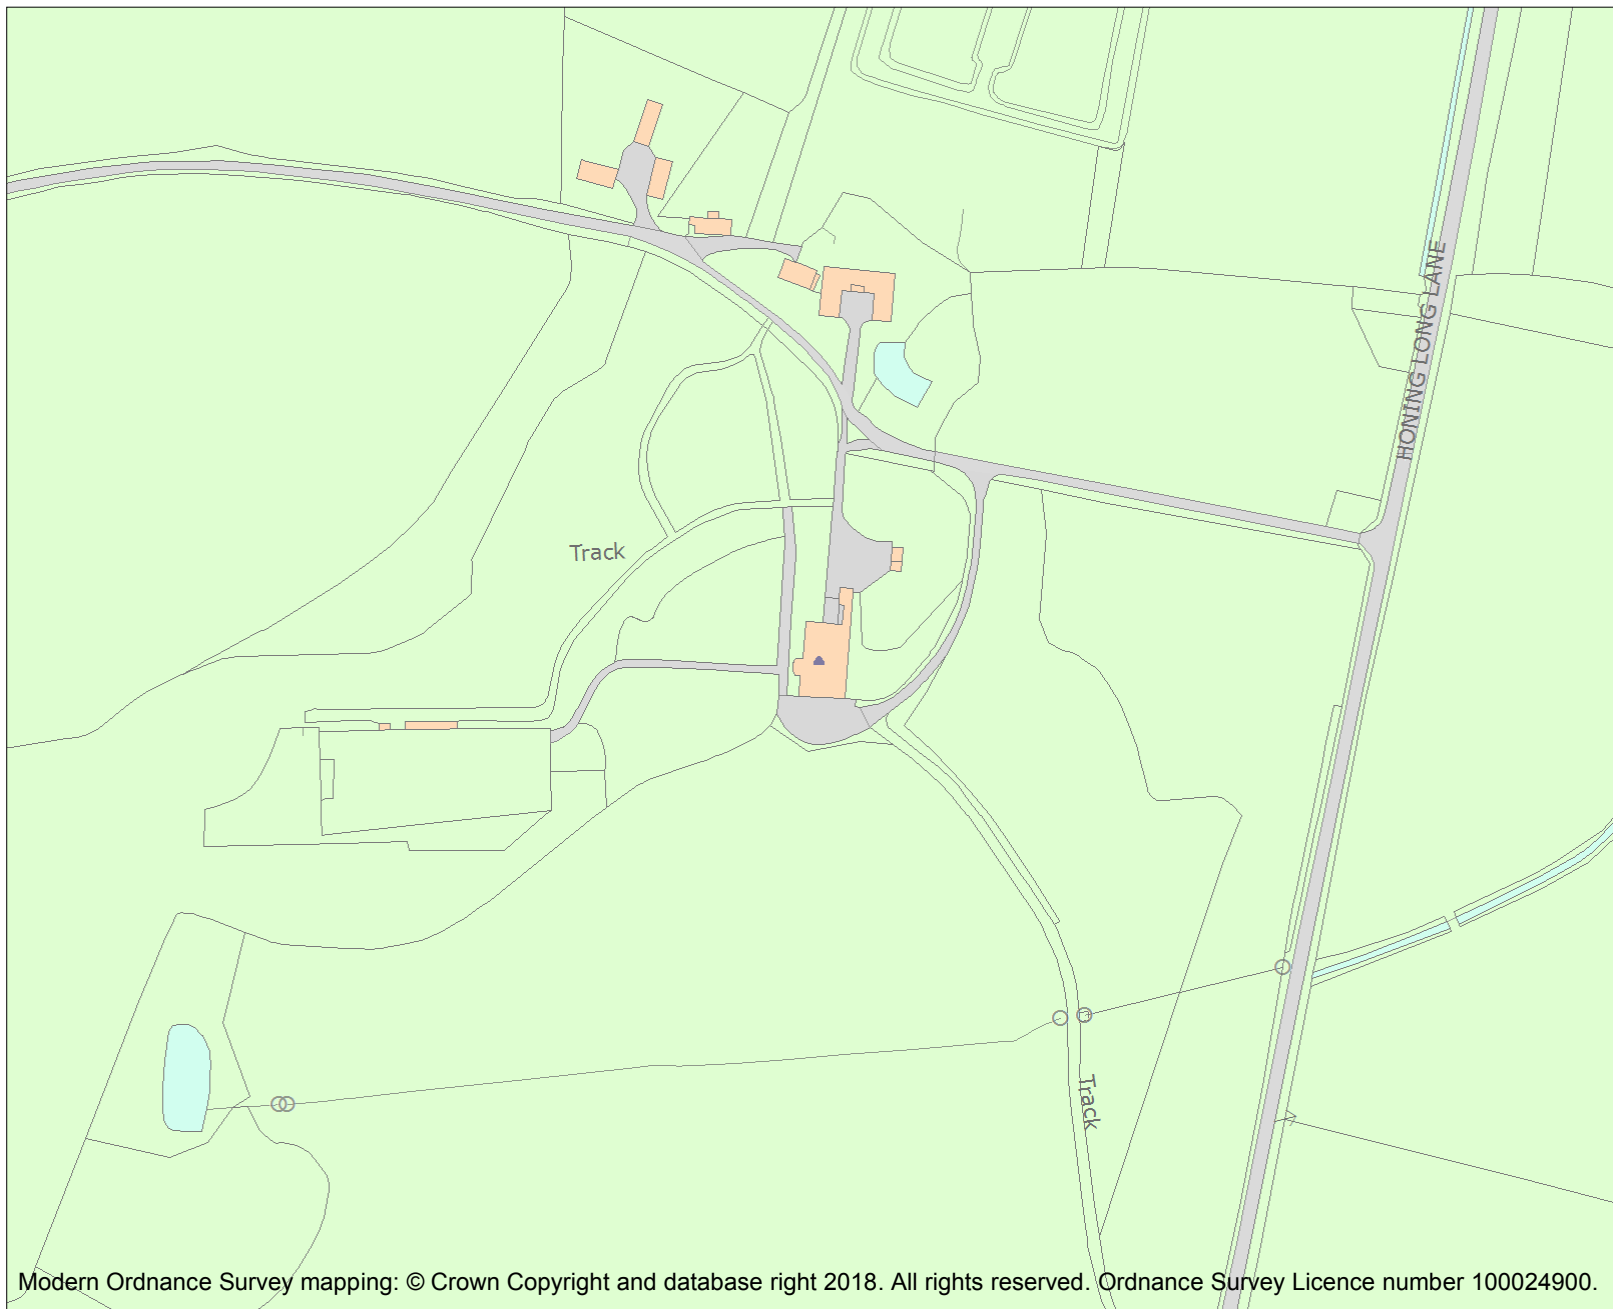 HONING LONG LANE
Track
Track
Modern Ordnance Survey mapping: © Crown Copyright and database right 2018. All rights reserved. Ordnance Survey Licence number 100024900.